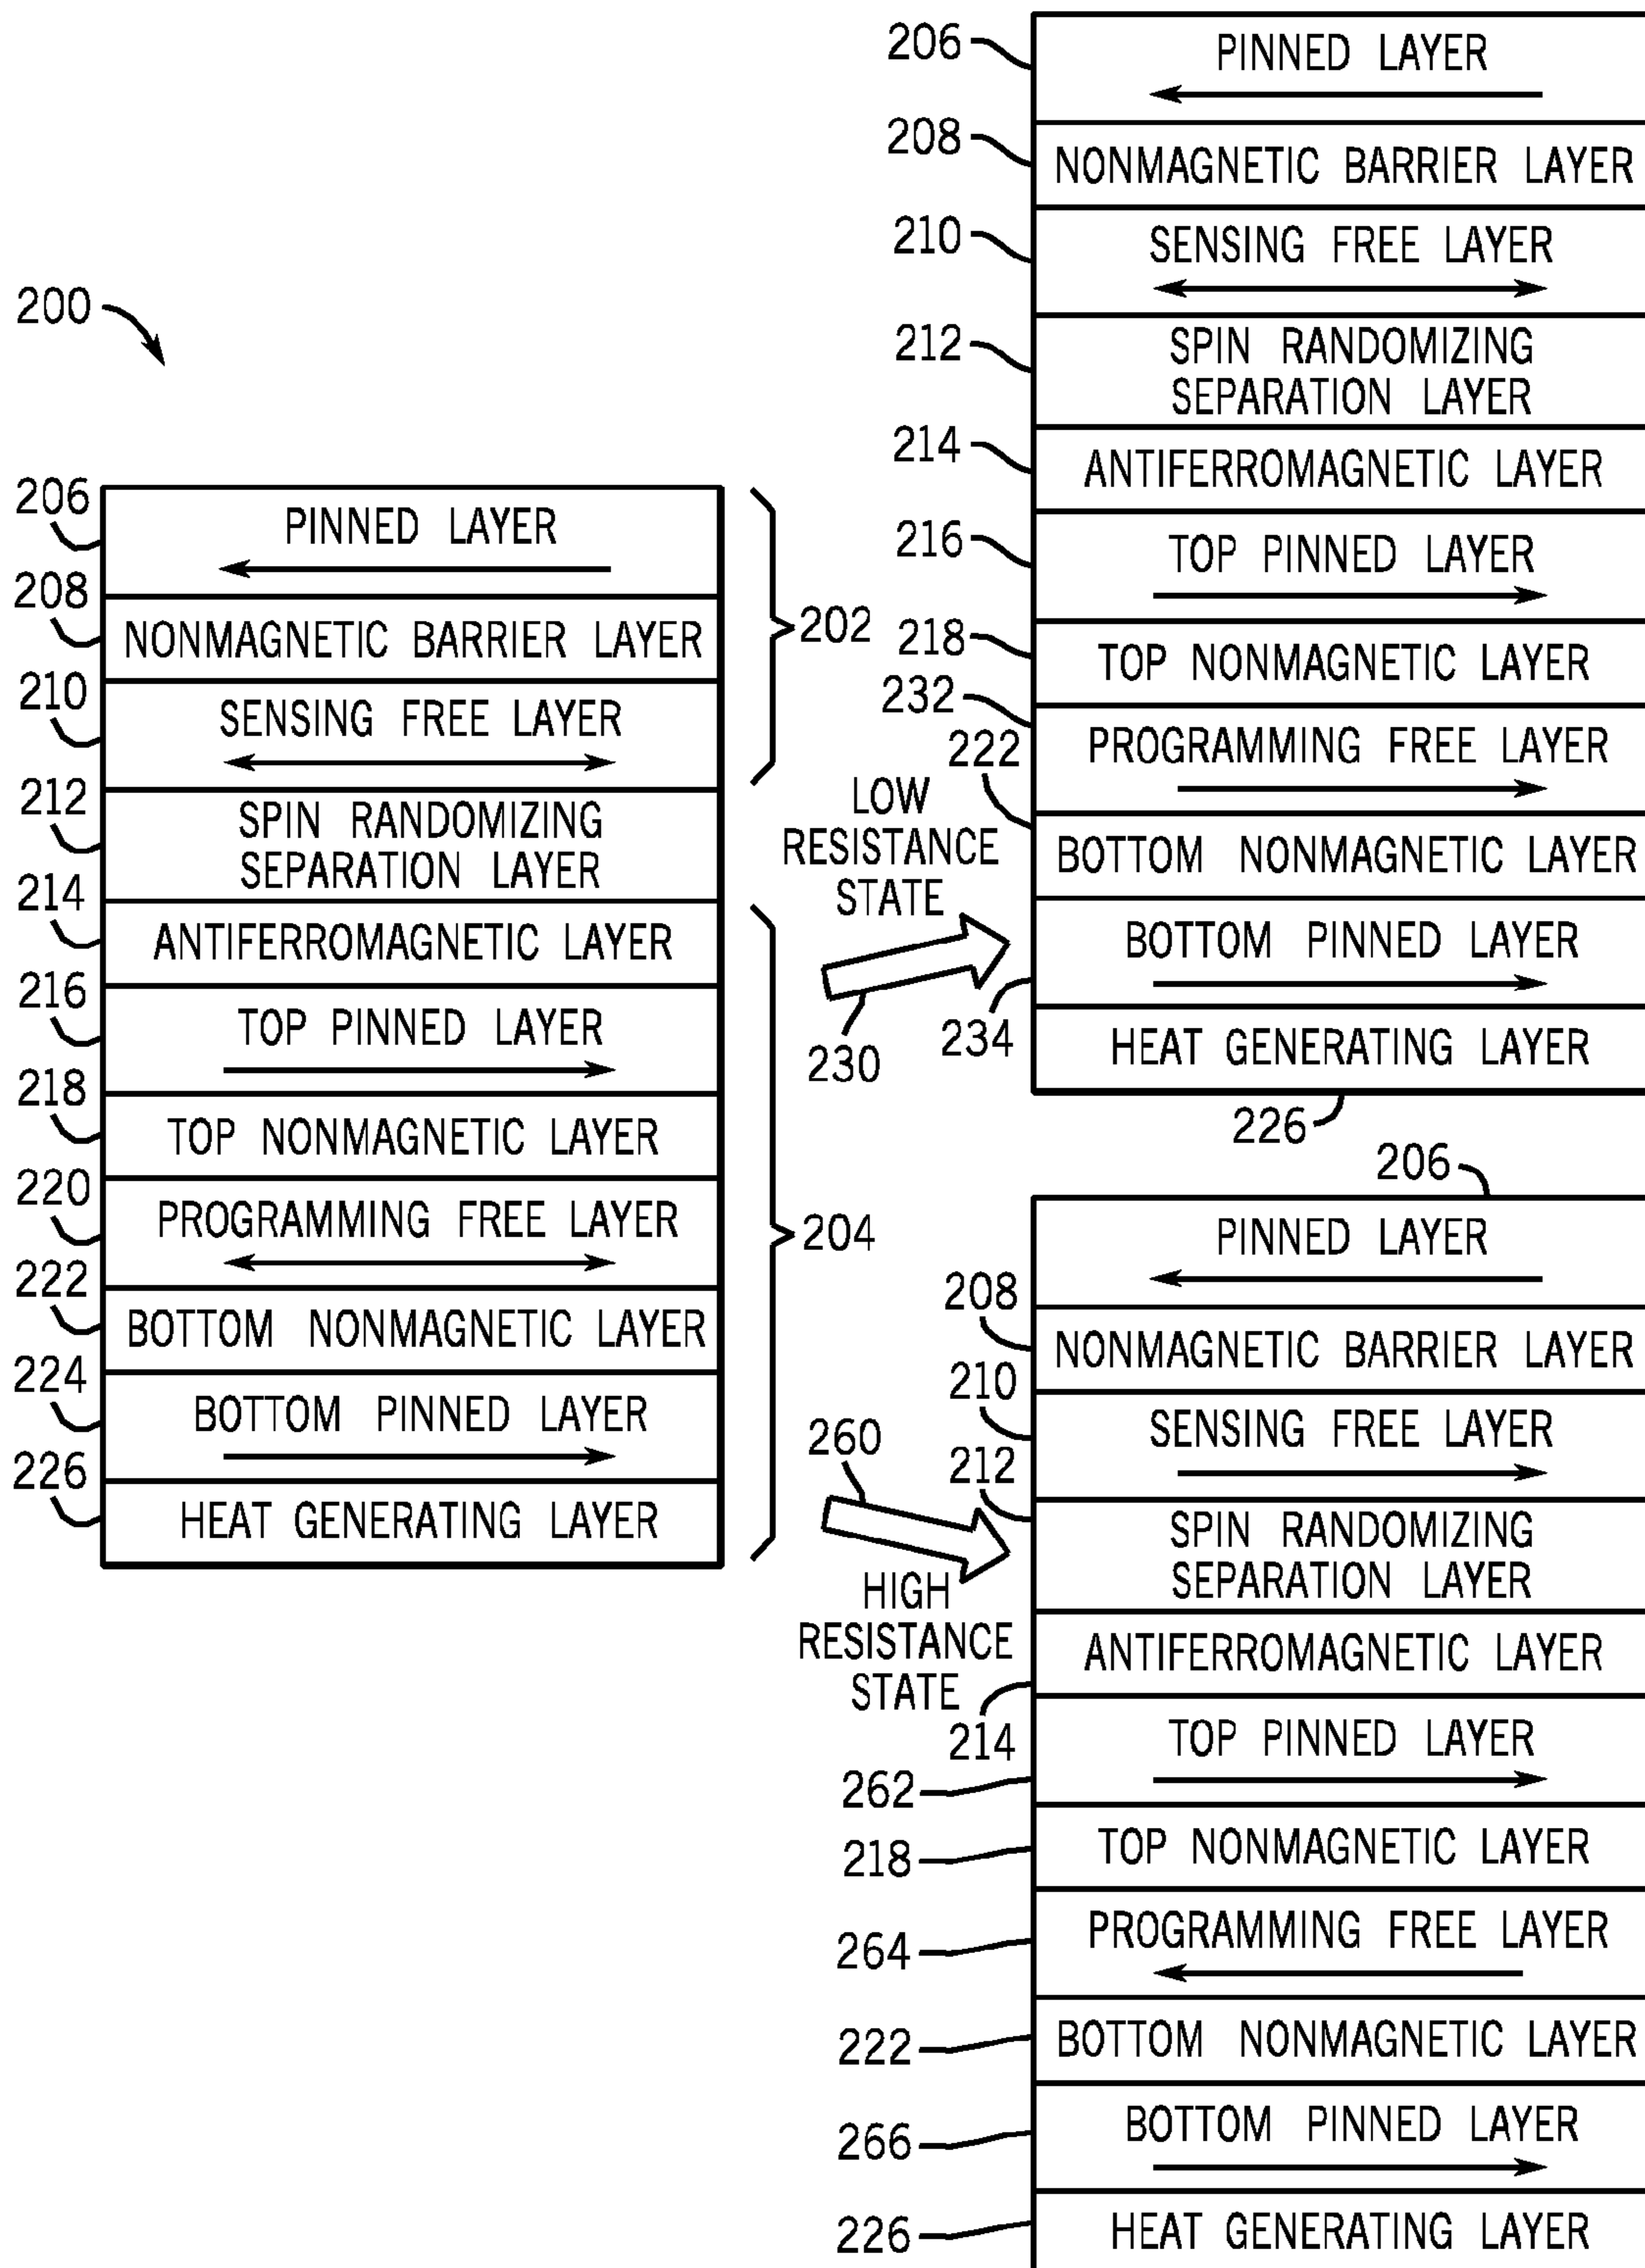 200
206
PINNED LAYER
208
NONMAGNETIC BARRIER LAYER
210
SENSING FREE LAYER
212
SPIN RANDOMIZING
SEPARATION LAYER
214
ANTIFERROMAGNETIC LAYER
216
TOP PINNED LAYER
218
TOP NONMAGNETIC LAYER
220
PROGRAMMING FREE LAYER
222
BOTTOM NONMAGNETIC LAYER
224
BOTTOM PINNED LAYER
226
HEAT GENERATING LAYER
202
204
LOW
RESISTANCE
STATE
230
206
PINNED LAYER
208
NONMAGNETIC BARRIER LAYER
210
SENSING FREE LAYER
212
SPIN RANDOMIZING
SEPARATION LAYER
214
ANTIFERROMAGNETIC LAYER
216
TOP PINNED LAYER
218
TOP NONMAGNETIC LAYER
232
PROGRAMMING FREE LAYER
222
BOTTOM NONMAGNETIC LAYER
234
BOTTOM PINNED LAYER
HEAT GENERATING LAYER
226
260
HIGH
RESISTANCE
STATE
206
PINNED LAYER
208
NONMAGNETIC BARRIER LAYER
210
SENSING FREE LAYER
212
SPIN RANDOMIZING
SEPARATION LAYER
214
ANTIFERROMAGNETIC LAYER
262
TOP PINNED LAYER
218
TOP NONMAGNETIC LAYER
264
PROGRAMMING FREE LAYER
222
BOTTOM NONMAGNETIC LAYER
266
BOTTOM PINNED LAYER
226
HEAT GENERATING LAYER